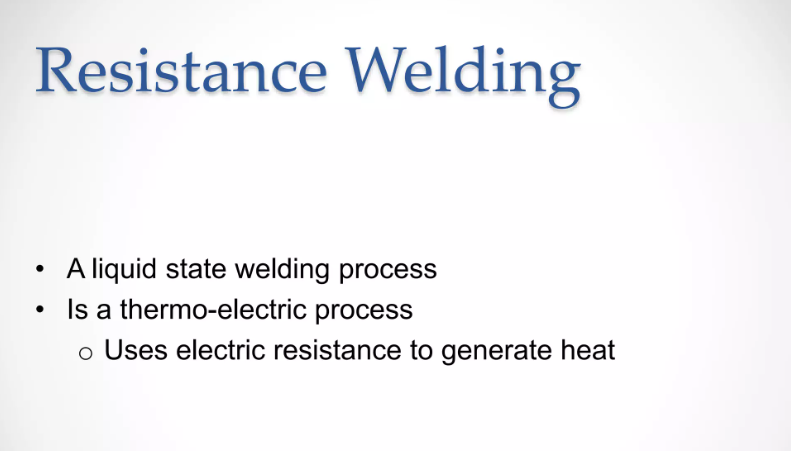 Resistance Welding
• A liquid state welding process
• Is a thermo-electric process
o Uses electric resistance to generate heat